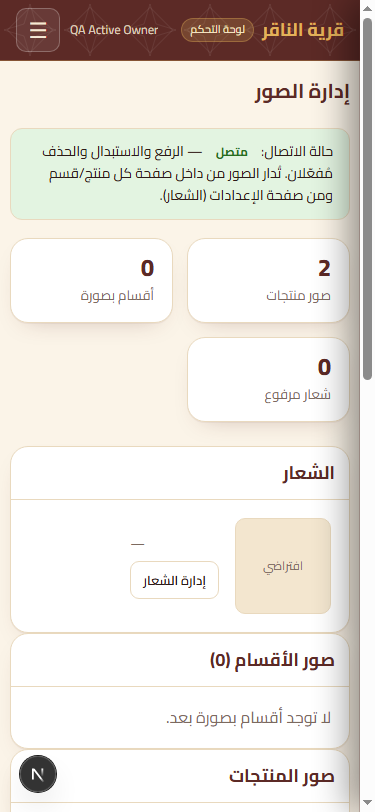 قرية الناقر
لوحة التحكم
QA Active Owner
إدارة الصور
حالة الاتصال: متصل — الرفع والاستبدال والحذف
مُفعّلان. تُدار الصور من داخل صفحة كل منتج/قسم
ومن صفحة الإعدادات (الشعار).
2
صور منتجات
0
أقسام بصورة
0
شعار مرفوع
الشعار
افتراضي
—
إدارة الشعار
صور الأقسام (0)
لا توجد أقسام بصورة بعد.
صور المنتجات
N